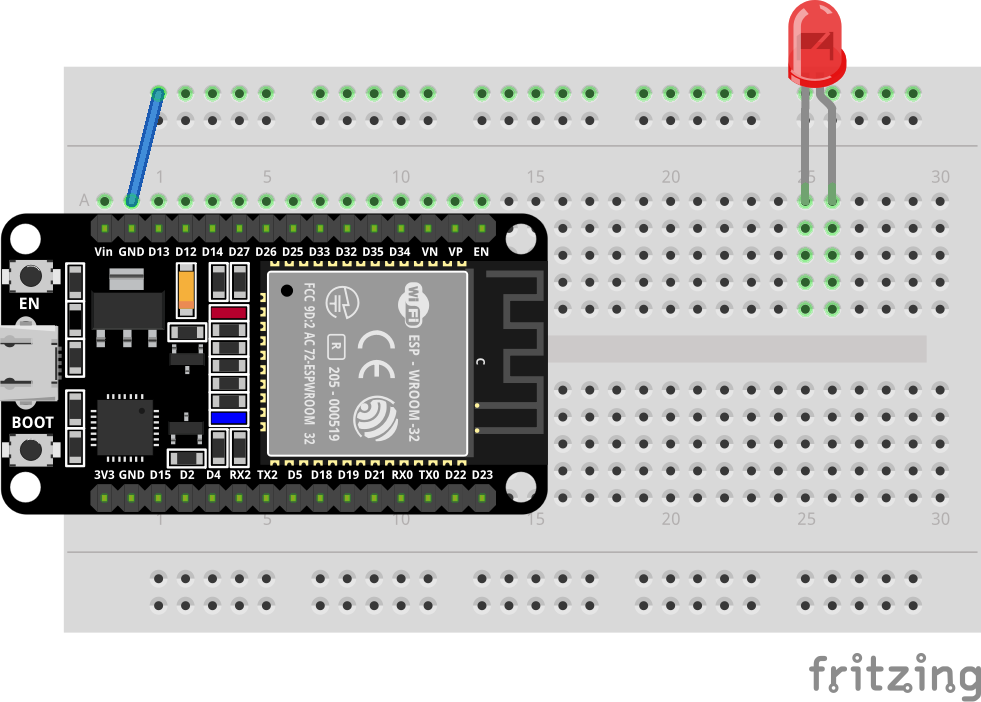 1 5 10 15 20 25 30
A
Vin GND D13 D12 D14 D27 D26 D25 D33 D32 D35 D34 VN VP EN
EN
BOOT
FCC 9D:2 AC 72-ESPWROOM 32
R
205 - 000519
CE
WiFi
ESP - WROOM -32
C
3V3 GND D15 D2 D4 RX2 TX2 D5 D18 D19 D21 RX0 TX0 D22 D23
1 5 10 15 20 25 30
fritzing